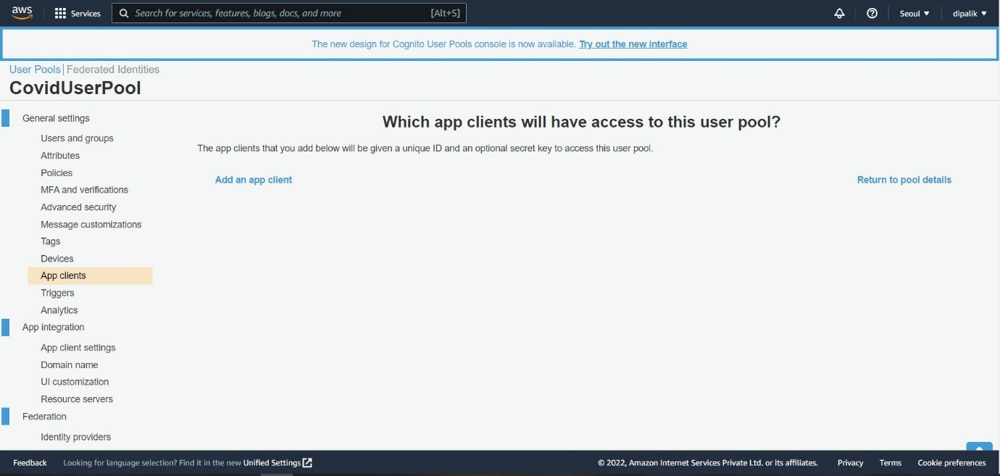 aws Services Search for services, features, blogs, docs, and more [Alt+S] Seoul ▼ dipalik ▼
The new design for Cognito User Pools console is now available. Try out the new interface
User Pools | Federated Identities
CovidUserPool
General settings
Users and groups
Attributes
Policies
MFA and verifications
Advanced security
Message customizations
Tags
Devices
App clients
Triggers
Analytics
App integration
App client settings
Domain name
UI customization
Resource servers
Federation
Identity providers
Which app clients will have access to this user pool?
The app clients that you add below will be given a unique ID and an optional secret key to access this user pool.
Add an app client Return to pool details
Feedback Looking for language selection? Find it in the new Unified Settings © 2022, Amazon Internet Services Private Ltd. or its affiliates. Privacy Terms Cookie preferences